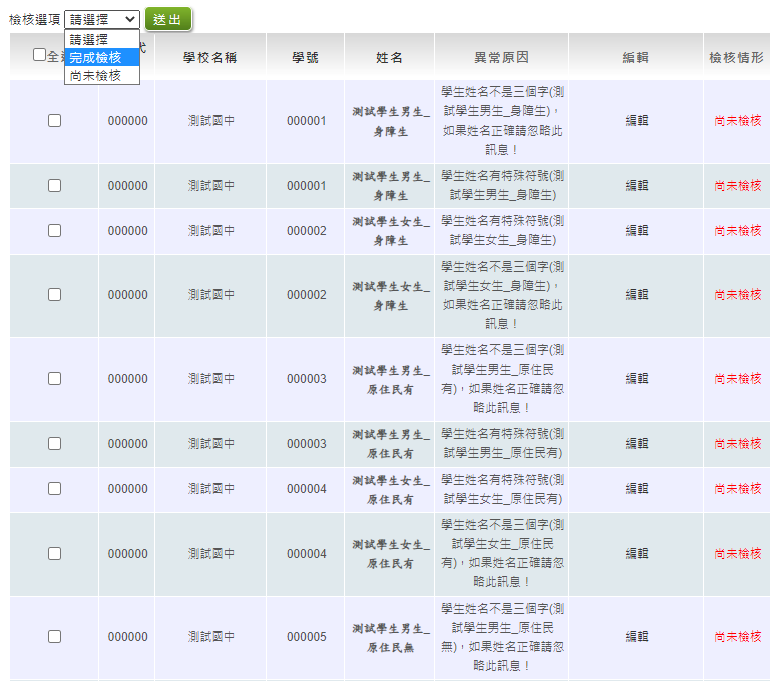 檢核選項 請選擇 送出
請選擇
完成檢核
尚未檢核
全 式 學校名稱 學號 姓名 異常原因 編輯 檢核情形
000000 測試國中 000001 測試學生男生_身障生 學生姓名不是三個字(測
試學生男生_身障生)，
如果姓名正確請忽略此
訊息！ 編輯 尚未檢核
000000 測試國中 000001 測試學生男生_身障生 學生姓名有特殊符號(測
試學生男生_身障生) 編輯 尚未檢核
000000 測試國中 000002 測試學生女生_身障生 學生姓名有特殊符號(測
試學生女生_身障生) 編輯 尚未檢核
000000 測試國中 000002 測試學生女生_身障生 學生姓名不是三個字(測
試學生女生_身障生)，
如果姓名正確請忽略此
訊息！ 編輯 尚未檢核
000000 測試國中 000003 測試學生男生_原住民有 學生姓名不是三個字(測
試學生男生_原住民
有)，如果姓名正確請忽
略此訊息！ 編輯 尚未檢核
000000 測試國中 000003 測試學生男生_原住民有 學生姓名有特殊符號(測
試學生男生_原住民有) 編輯 尚未檢核
000000 測試國中 000004 測試學生女生_原住民有 學生姓名有特殊符號(測
試學生女生_原住民有) 編輯 尚未檢核
000000 測試國中 000004 測試學生女生_原住民有 學生姓名不是三個字(測
試學生女生_原住民
有)，如果姓名正確請忽
略此訊息！ 編輯 尚未檢核
000000 測試國中 000005 測試學生男生_原住民無 學生姓名不是三個字(測
試學生男生_原住民
無)，如果姓名正確請忽
略此訊息！ 編輯 尚未檢核